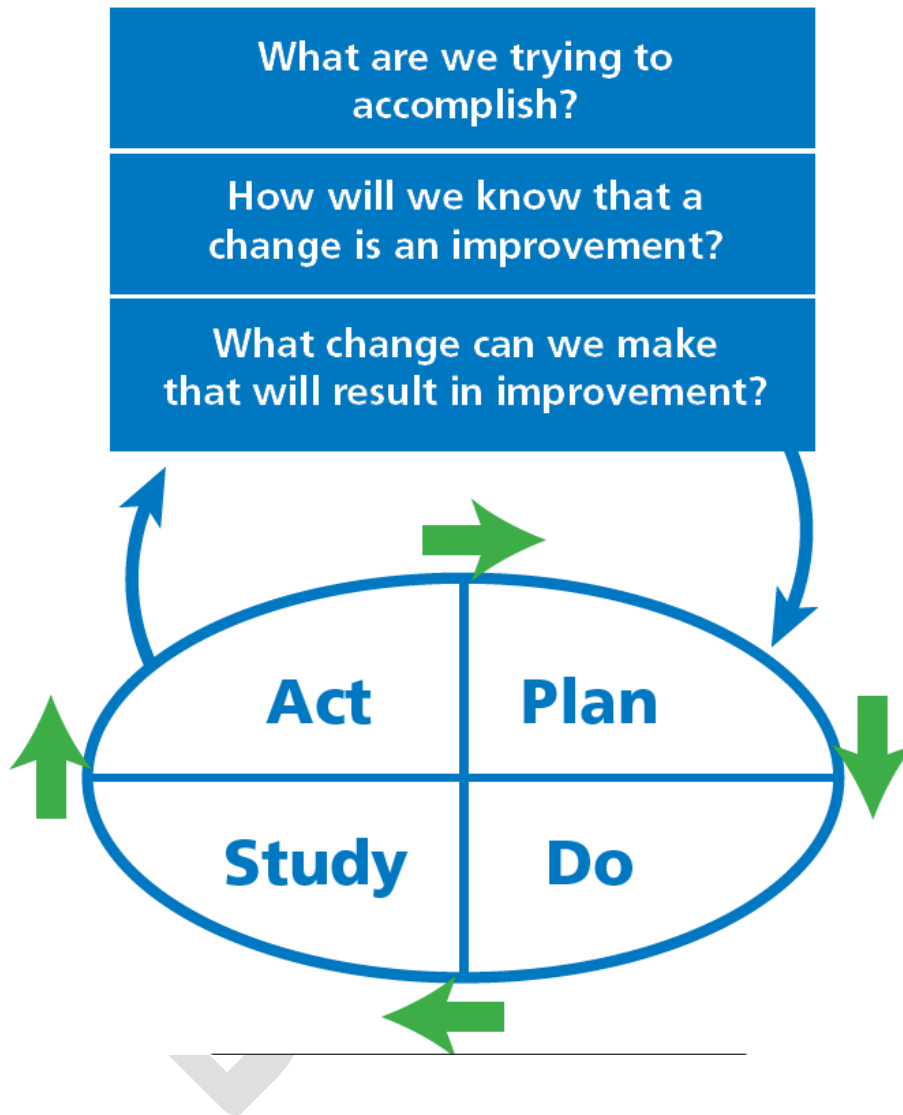 What are we trying to
accomplish?
How will we know that a
change is an improvement?
What change can we make
that will result in improvement?
Act
Plan
Study
Do